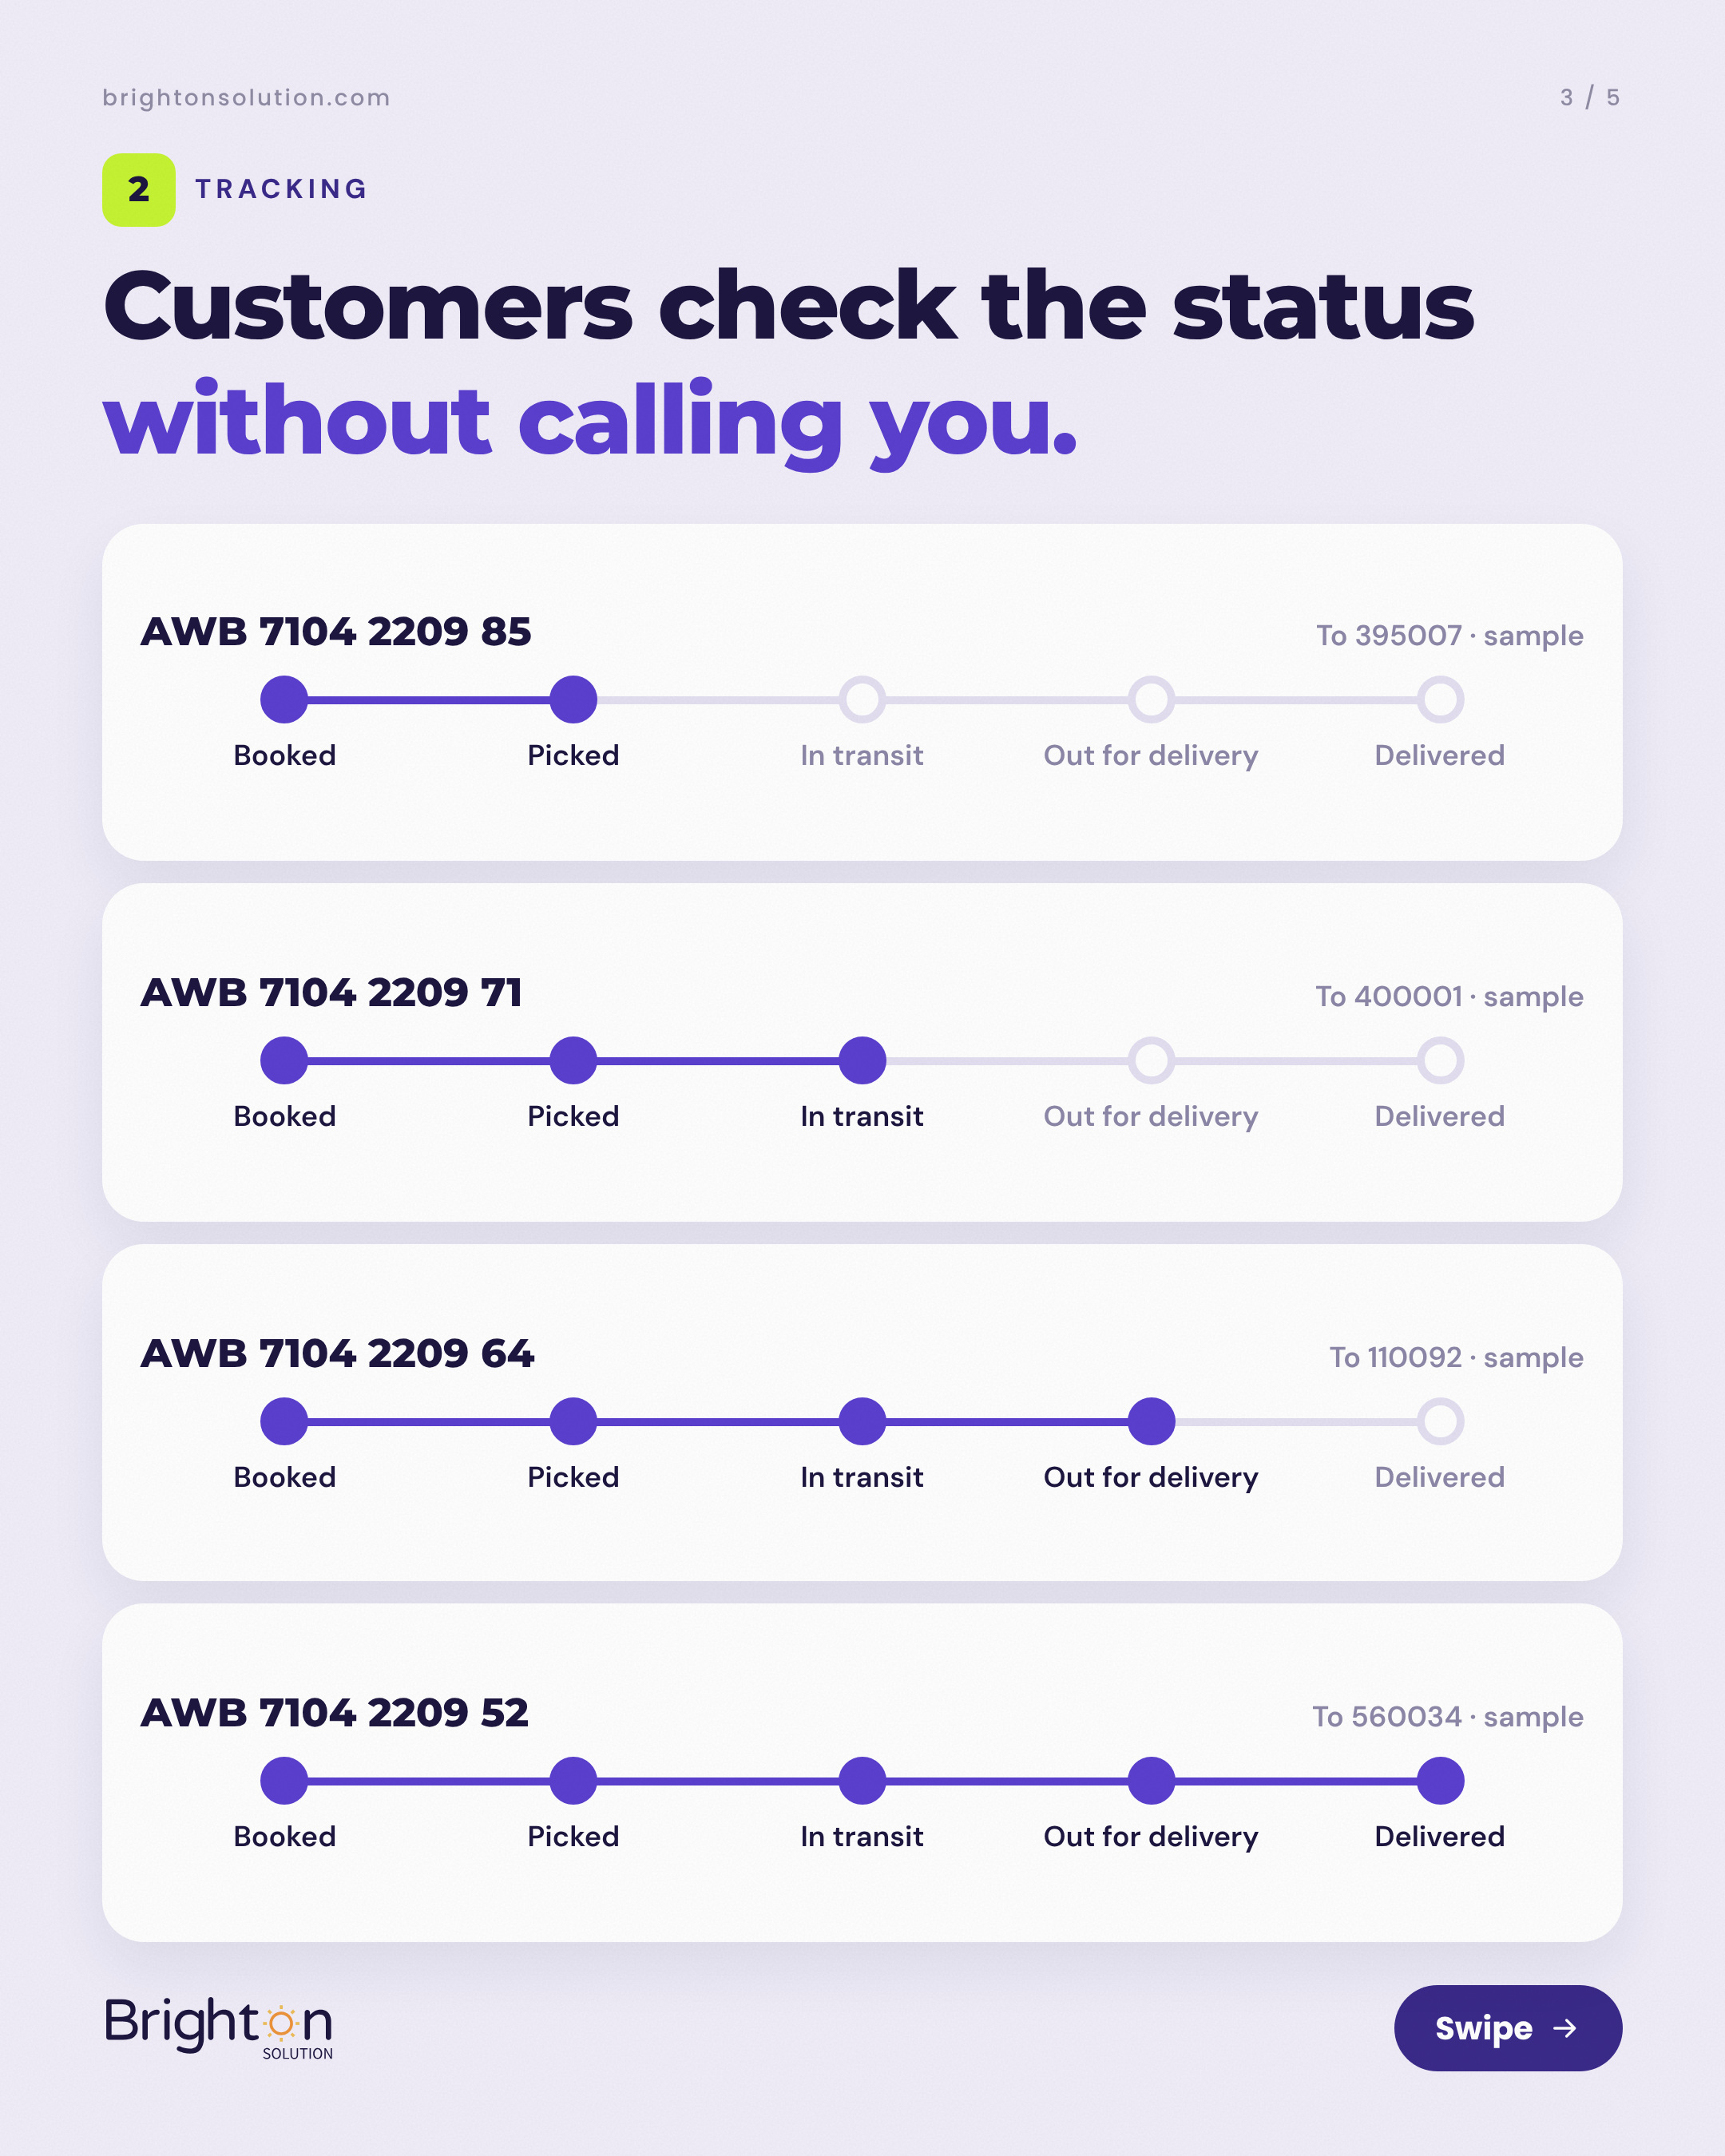 brightonsolution.com
3 / 5
2 TRACKING
Customers check the status
without calling you.
AWB 7104 2209 85
To 395007 · sample
Booked Picked In transit Out for delivery Delivered
AWB 7104 2209 71
To 400001 · sample
Booked Picked In transit Out for delivery Delivered
AWB 7104 2209 64
To 110092 · sample
Booked Picked In transit Out for delivery Delivered
AWB 7104 2209 52
To 560034 · sample
Booked Picked In transit Out for delivery Delivered
Brighton
SOLUTION
Swipe →